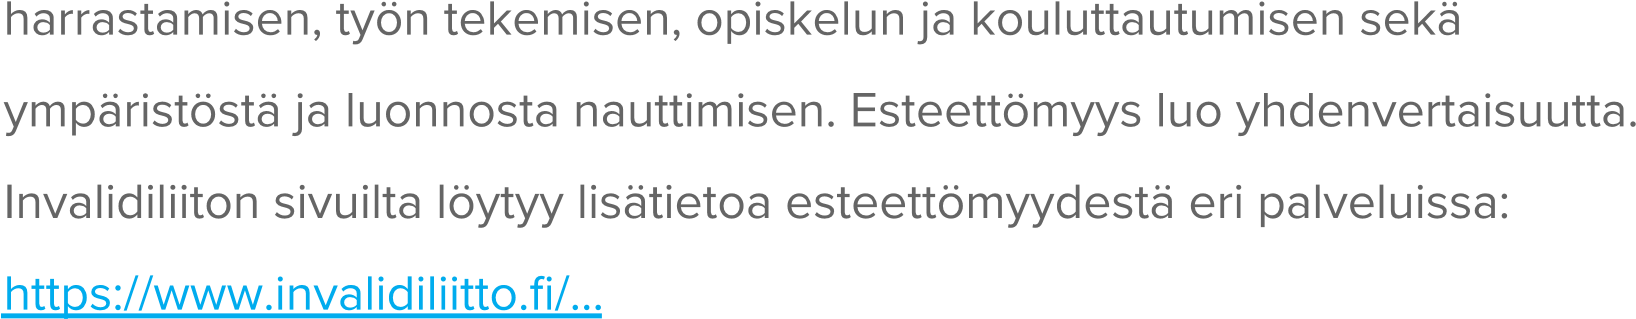 harrastamisen, työn tekemisen, opiskelun ja kouluttautumisen sekä
ympäristöstä ja luonnosta nauttimisen. Esteettömyys luo yhdenvertaisuutta.
Invalidiliiton sivuilta löytyy lisätietoa esteettömyydestä eri palveluissa:
https://www.invalidiliitto.fi/...